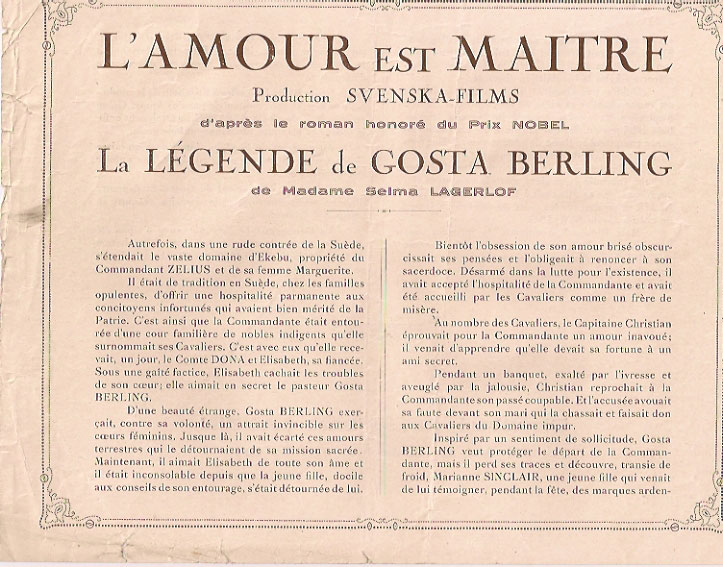 L'AMOUR EST MAITRE
Production SVENSKA-FILMS
d'après le roman honoré du Prix NOBEL
LA LÉGENDE de GOSTA BERLING
de Madame Selma LAGERLOF
Autrefois, dans une rude contrée de la Suède,
s'étendait le vaste domaine d'Ekebu, propriété du
Commandant ZELIUS et de sa femme Marguerite.
Il était de tradition en Suède, chez les familles
opulentes, d'offrir une hospitalité parmanente aux
concitoyens infortunés qui avaient bien mérité de la
Patrie. C'est ainsi que la Commandante était entou-
rée d'une cour familière de nobles indigents qu'elle
surnommait ses Cavaliers. C'est avec eux qu'elle rece-
vait, un jour, le Comte DONA et Elisabeth, sa fiancée.
Sous une gaîté factice, Elisabeth cachait les troubles
de son cœur; elle aimait en secret le pasteur Gosta
BERLING.
D'une beauté étrange, Gosta BERLING exer-
çait, contre sa volonté, un attrait invincible sur les
cœurs féminins. Jusque là, il avait écarté ces amours
terrestres qui le détournaient de sa mission sacrée.
Maintenant, il aimait Elisabeth de toute son âme et
il était inconsolable depuis que la jeune fille, docile
aux conseils de son entourage, s'était détournée de lui.
Bientôt l'obsession de son amour brisé obscur-
cissait ses pensées et l'obligeait à renoncer à son
sacerdoce. Désarmé dans la lutte pour l'existence, il
avait accepté l'hospitalité de la Commandante et avait
été accueilli par les Cavaliers comme un frère de
misère.
Au nombre des Cavaliers, le Capitaine Christian
éprouvait pour la Commandante un amour inavoué;
il venait d'apprendre qu'elle devait sa fortune à un
ami secret.
Pendant un banquet, exalté par l'ivresse et
aveuglé par la jalousie, Christian reprochait à la
Commandante son passé coupable. Et l'accusée avouait
sa faute devant son mari qui la chassait et faisait don
aux Cavaliers du Domaine impur.
Inspiré par un sentiment de sollicitude, Gosta
BERLING veut protéger le départ de la Comman-
dante, mais il perd ses traces et découvre, transie de
froid, Marianne SINCLAIR, une jeune fille qui venait
de lui témoigner, pendant la fête, des marques arden-